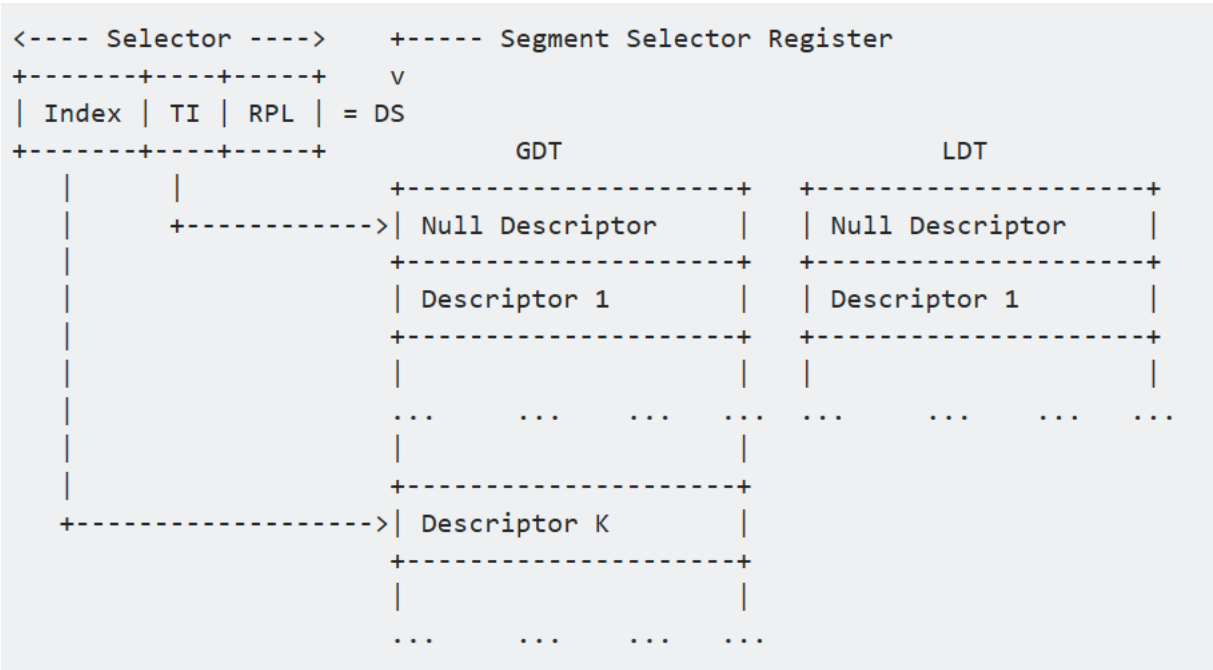 <---- Selector ---->    +----- Segment Selector Register
+-------+----+-----+    v
| Index | TI | RPL | = DS
+-------+----+-----+            GDT                        LDT
   |      |             +---------------------+   +---------------------+
   |      +------------>| Null Descriptor     |   | Null Descriptor     |
   |                    +---------------------+   +---------------------+
   |                    | Descriptor 1        |   | Descriptor 1        |
   |                    +---------------------+   +---------------------+
   |                    |                     |   |                     |
   |                    ...     ...    ...   ...  ...     ...    ...   ...
   |                    |                     |
   |                    +---------------------+
   +------------------->| Descriptor K        |
                        +---------------------+
                        |                     |
                        ...     ...    ...   ...